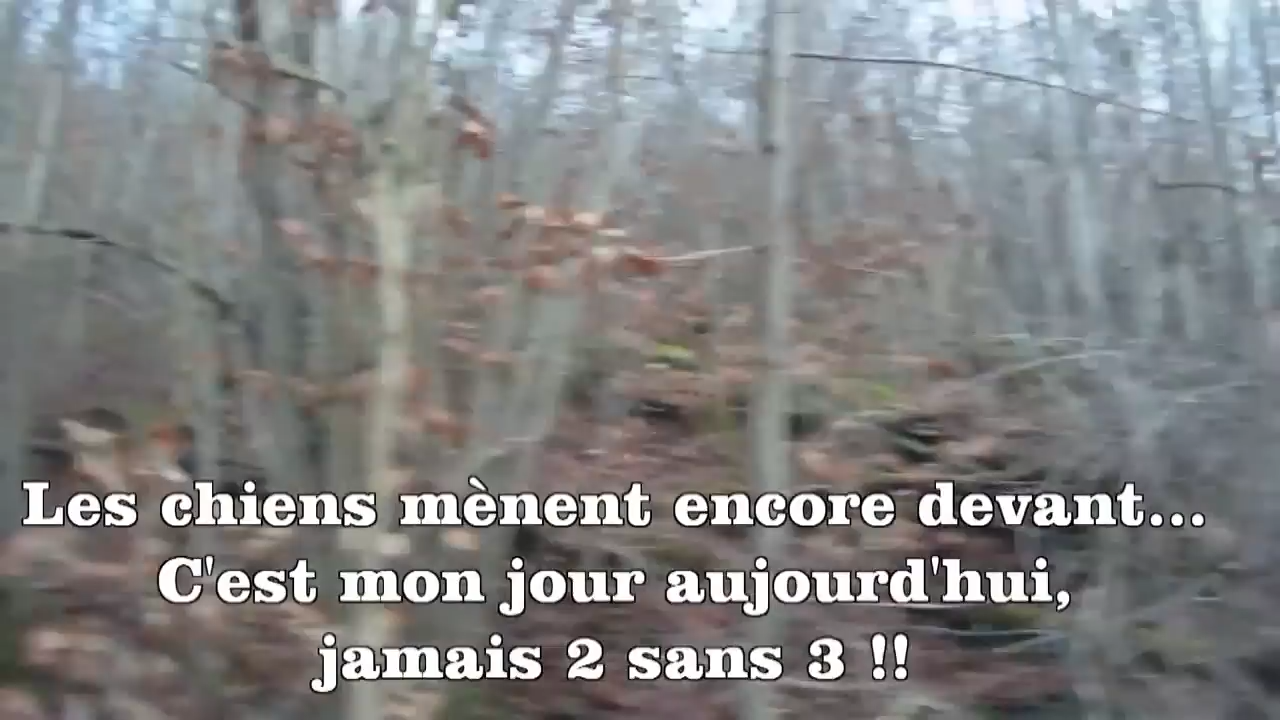 Les chiens mènent encore devant...
C'est mon jour aujourd'hui,
jamais 2 sans 3 !!